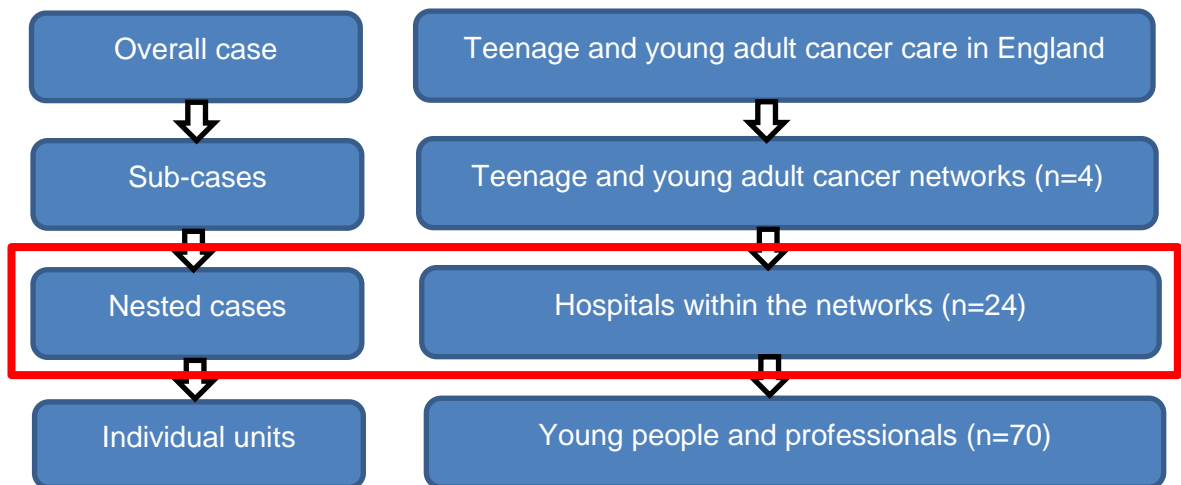 Overall case
Teenage and young adult cancer care in England
Sub-cases
Teenage and young adult cancer networks (n=4)
Nested cases
Hospitals within the networks (n=24)
Individual units
Young people and professionals (n=70)